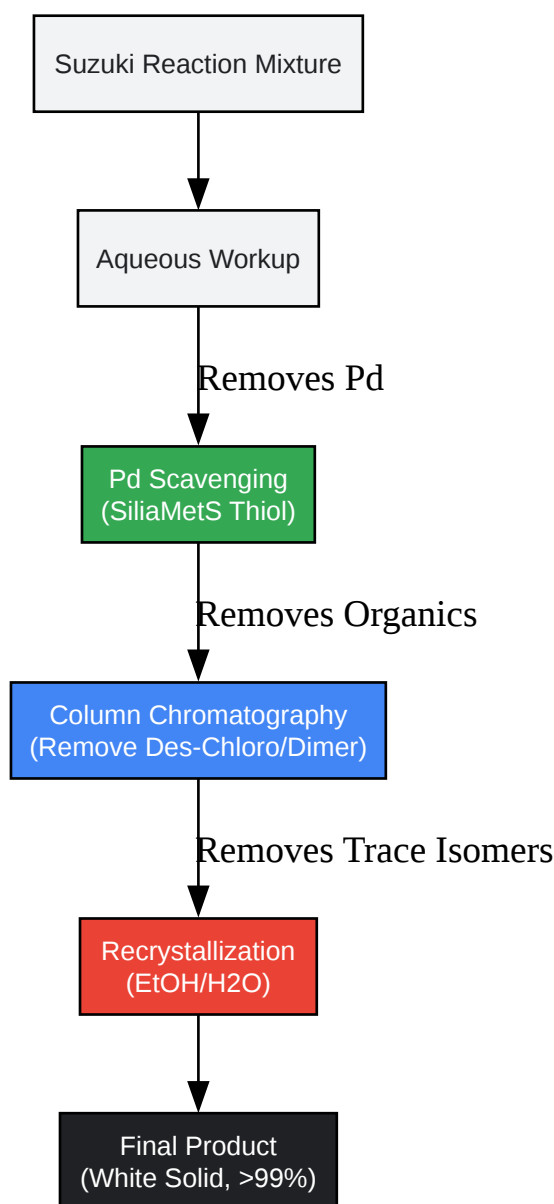 Suzuki Reaction Mixture
Aqueous Workup
Removes Pd
Pd Scavenging
(SiliaMetS Thiol)
Removes Organics
Column Chromatography
(Remove Des-Chloro/Dimer)
Removes Trace Isomers
Recrystallization
(EtOH/H2O)
Final Product
(White Solid, >99%)